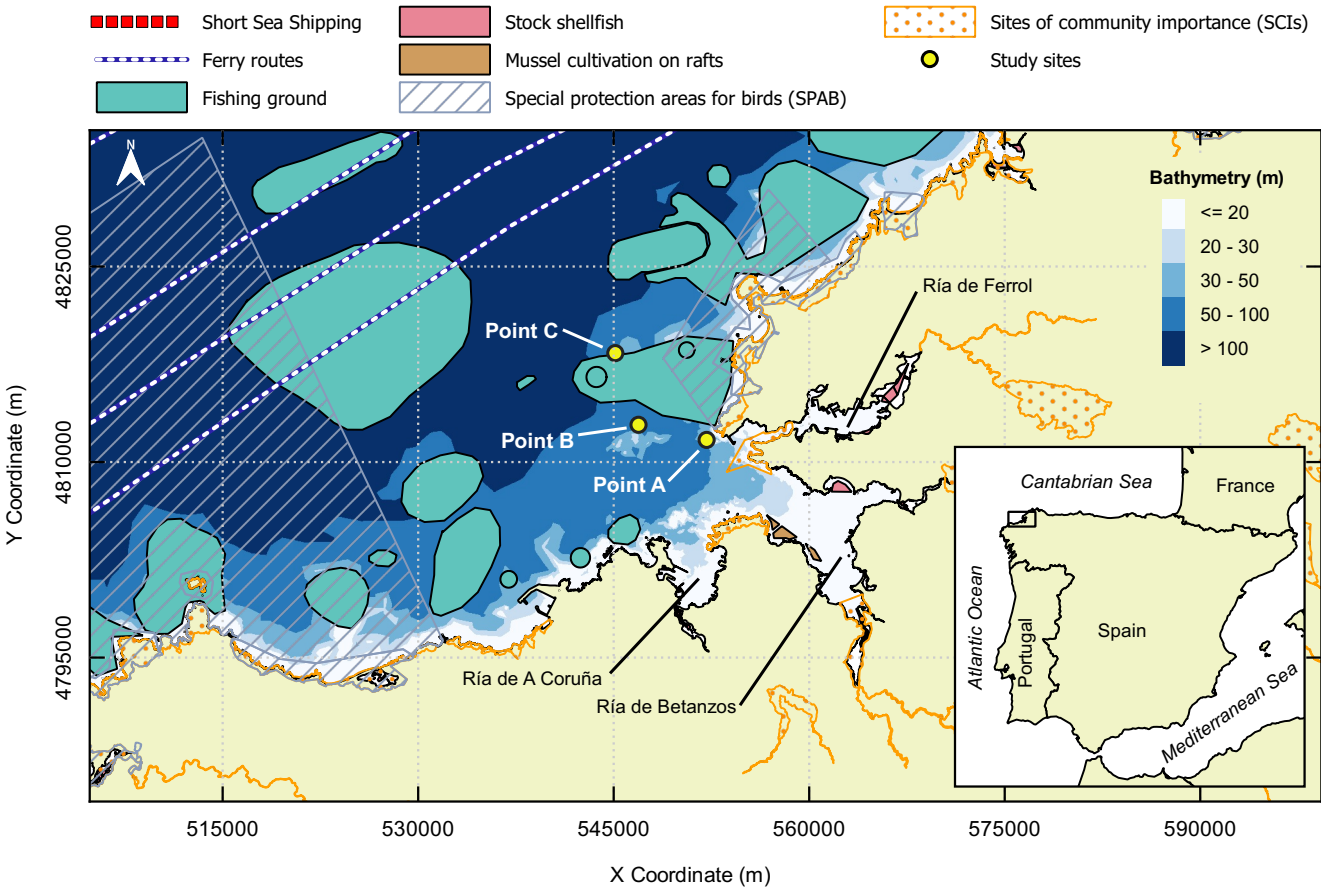 Short Sea Shipping
Stock shellfish
Sites of community importance (SCIs)
Ferry routes
Mussel cultivation on rafts
Study sites
Fishing ground
Special protection areas for birds (SPAB)
N
Bathymetry (m)
<= 20
20 - 30
30 - 50
50 - 100
> 100
Ría de Ferrol
Point C
Point B
Point A
Ría de A Coruña
Ría de Betanzos
Cantabrian Sea
France
Atlantic Ocean
Portugal
Spain
Mediterranean Sea
Y Coordinate (m)
4825000
4810000
4795000
515000
530000
545000
560000
575000
590000
X Coordinate (m)